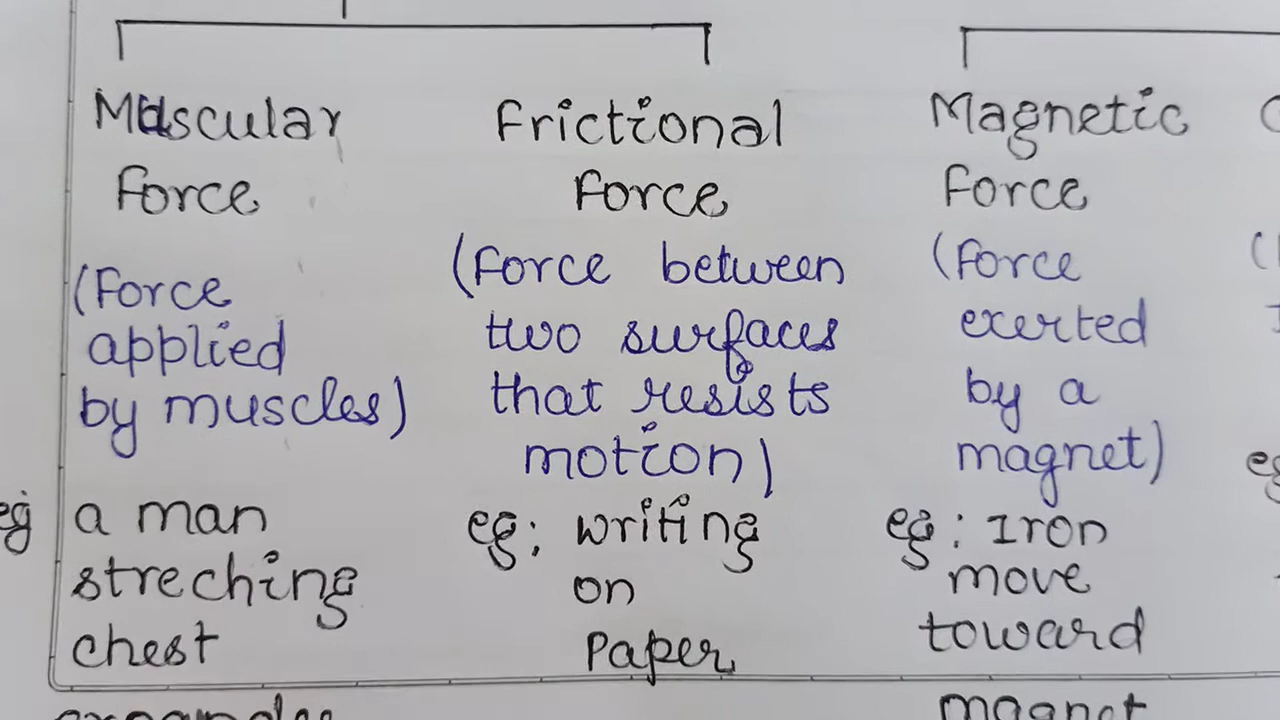 Muscular
Force
(Force
applied
by muscles)
eg a man
streching
chest
Frictional
Force
(Force between
two surfaces
that resists
motion)
eg; writing
on
Paper
Magnetic
Force
(Force
exerted
by a
magnet)
eg: Iron
move
toward
magnet
eg